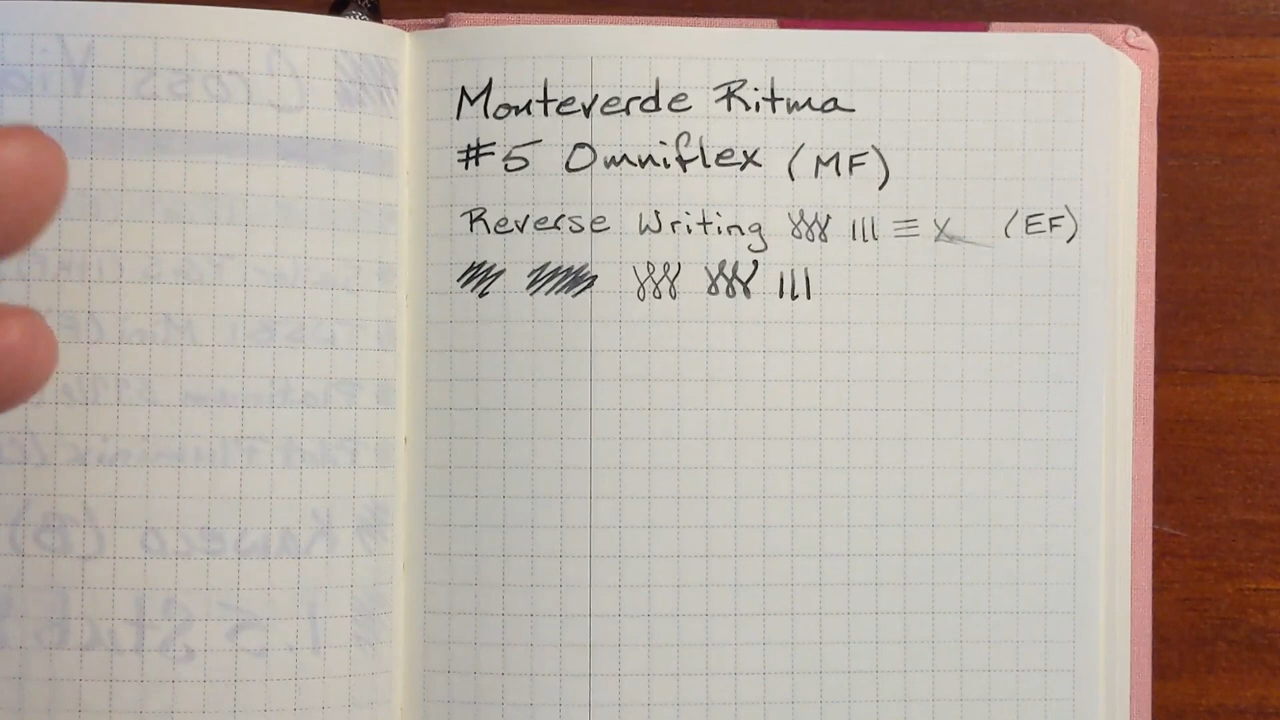 Monteverde Ritma
#5 Omniflex (MF)
Reverse Writing ||| ≡ x (EF)
|||